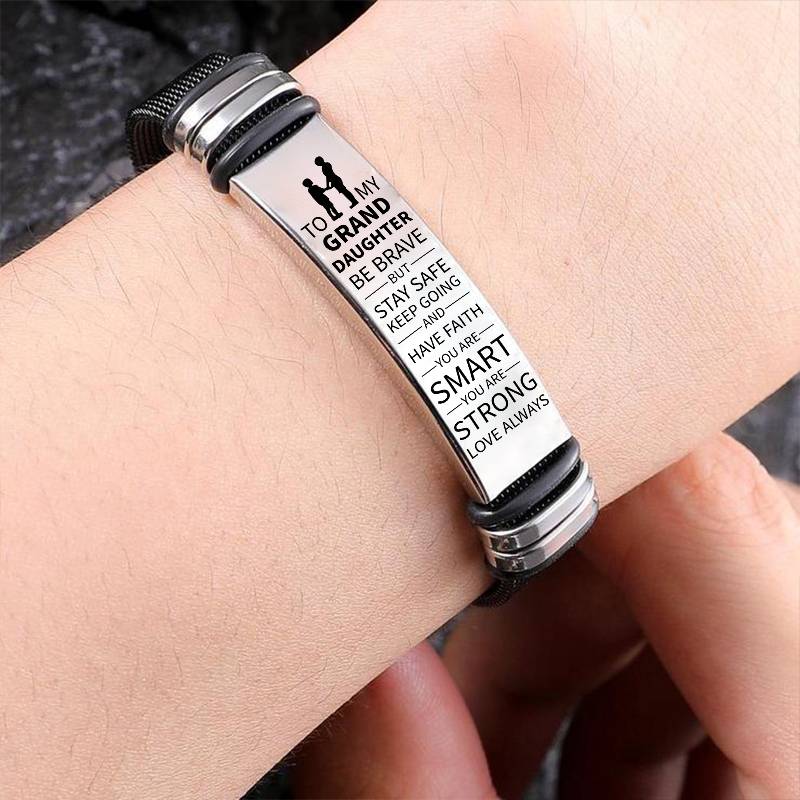 TO MY
GRAND
DAUGHTER
BE BRAVE
BUT
STAY SAFE
KEEP GOING
AND
HAVE FAITH
YOU ARE
SMART
YOU ARE
STRONG
LOVE ALWAYS